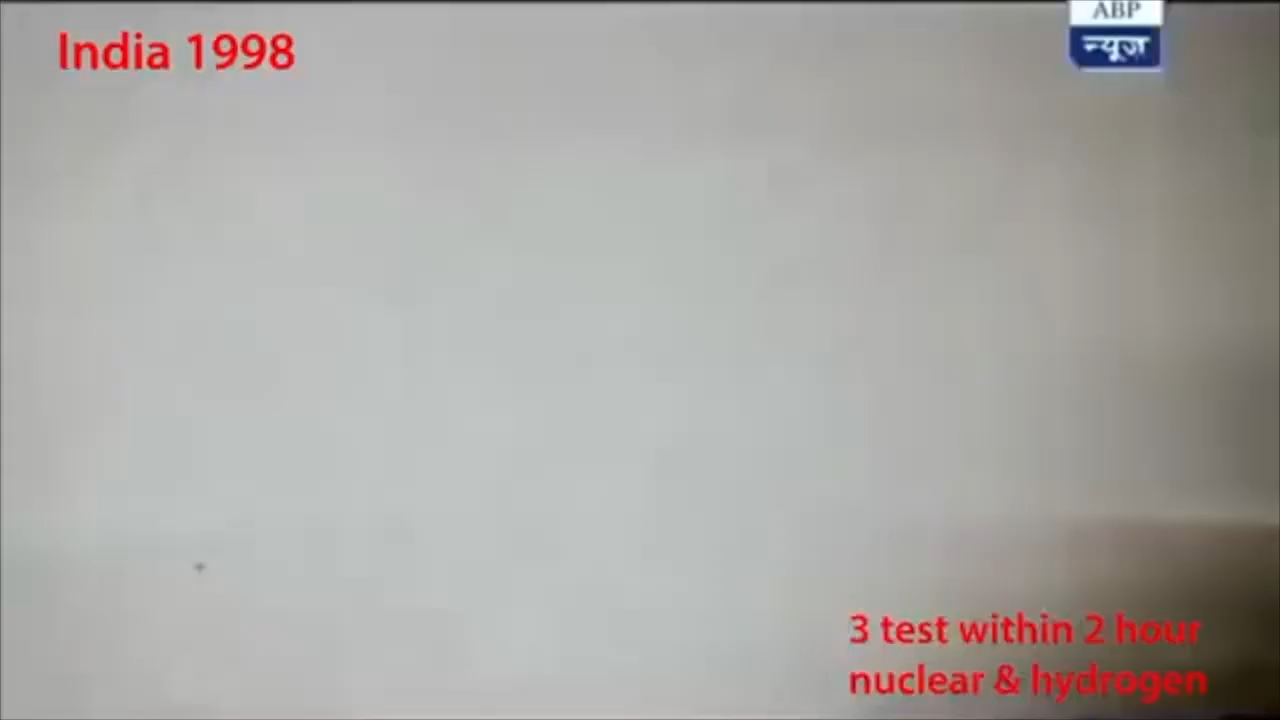 India 1998
ABP
न्यूज़
3 test within 2 hour
nuclear & hydrogen